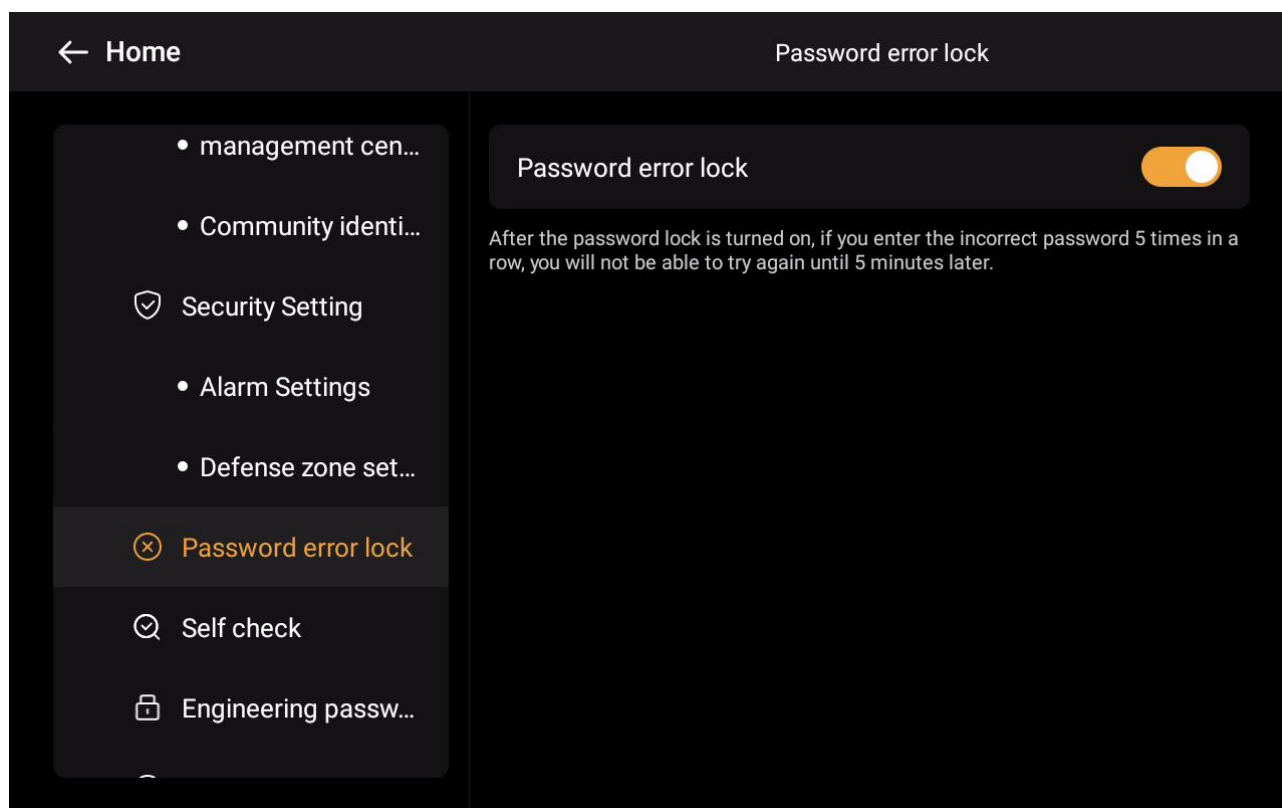 Home
Password error lock
management cen...
Community identi...
Security Setting
Alarm Settings
Defense zone set...
Password error lock
Self check
Engineering passw...
Password error lock
After the password lock is turned on, if you enter the incorrect password 5 times in a
row, you will not be able to try again until 5 minutes later.